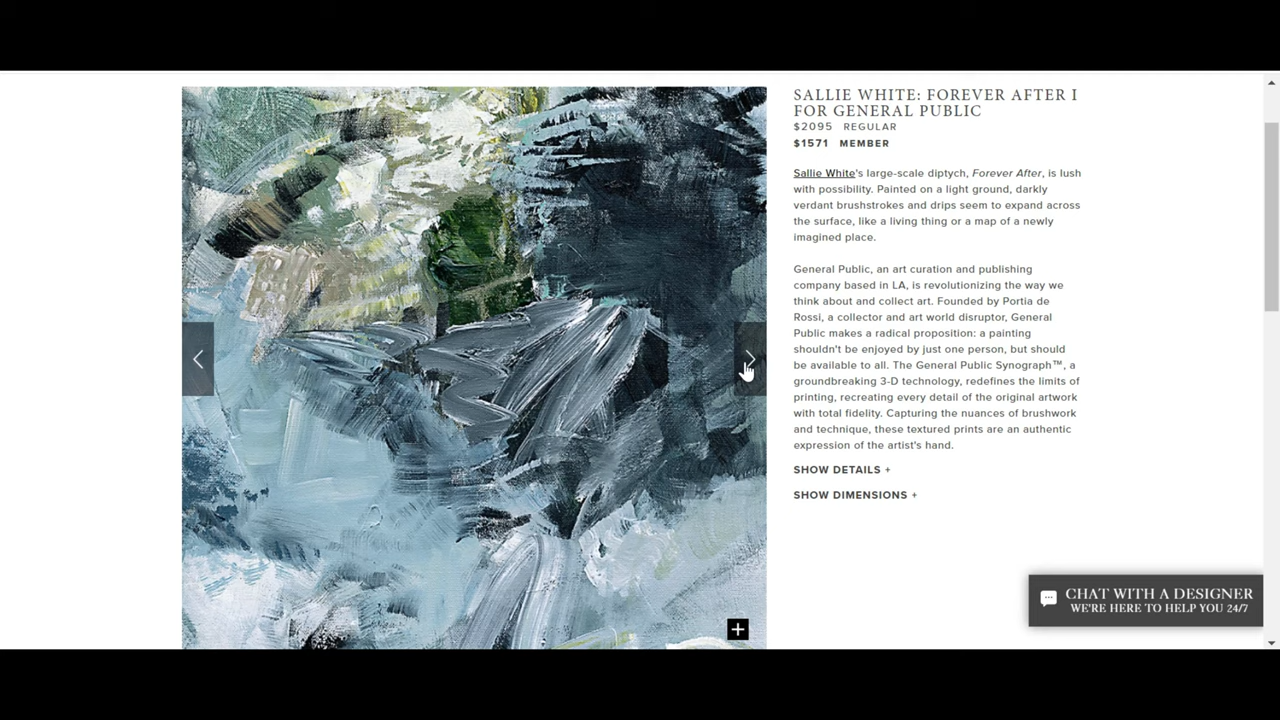 SALLIE WHITE: FOREVER AFTER I
FOR GENERAL PUBLIC
$2095 REGULAR
$1571 MEMBER
Sallie White's large-scale diptych, Forever After, is lush
with possibility. Painted on a light ground, darkly
verdant brushstrokes and drips seem to expand across
the surface, like a living thing or a map of a newly
imagined place.
General Public, an art curation and publishing
company based in LA, is revolutionizing the way we
think about and collect art. Founded by Portia de
Rossi, a collector and art world disruptor, General
Public makes a radical proposition: a painting
shouldn't be enjoyed by just one person, but should
be available to all. The General Public Synograph™, a
groundbreaking 3-D technology, redefines the limits of
printing, recreating every detail of the original artwork
with total fidelity. Capturing the nuances of brushwork
and technique, these textured prints are an authentic
expression of the artist's hand.
SHOW DETAILS +
SHOW DIMENSIONS +
CHAT WITH A DESIGNER
WE'RE HERE TO HELP YOU 24/7